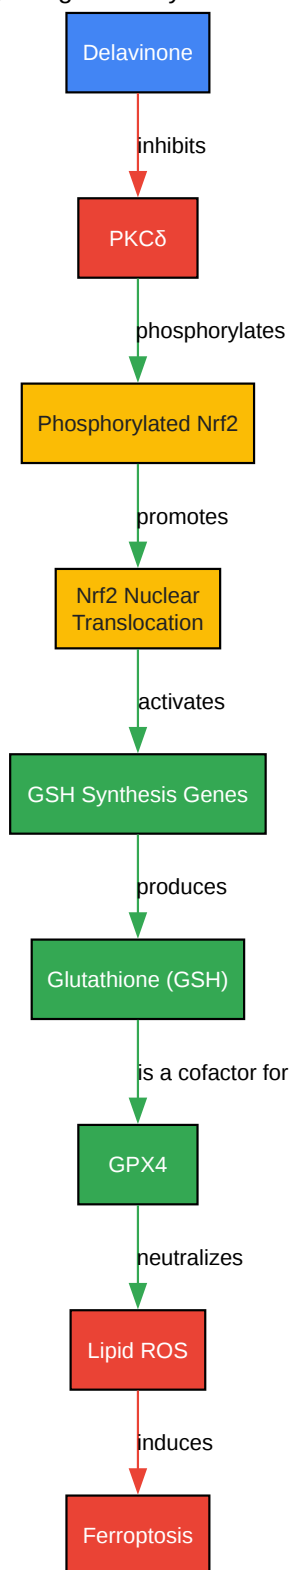 Delavinone
inhibits
PKCδ
phosphorylates
Phosphorylated Nrf2
promotes
Nrf2 Nuclear
Translocation
activates
GSH Synthesis Genes
produces
Glutathione (GSH)
is a cofactor for
GPX4
neutralizes
Lipid ROS
induces
Ferroptosis